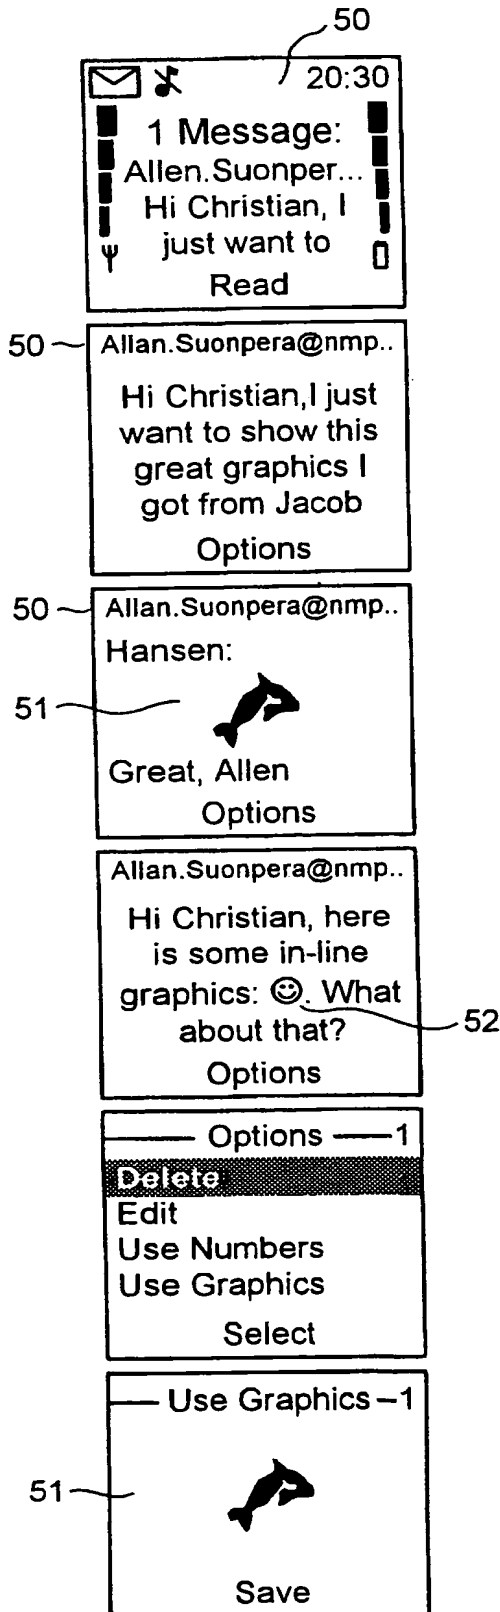 50
20:30
1 Message:
Allen.Suonper...
Hi Christian, I
just want to
Read
50
Allan.Suonpera@nmp..
Hi Christian,I just
want to show this
great graphics I
got from Jacob
Options
50
Allan.Suonpera@nmp..
Hansen:
51
Great, Allen
Options
Allan.Suonpera@nmp..
Hi Christian, here
is some in-line
graphics: ☺. What
52
about that?
Options
Options 1
Delete
Edit
Use Numbers
Use Graphics
Select
Use Graphics 1
51
Save